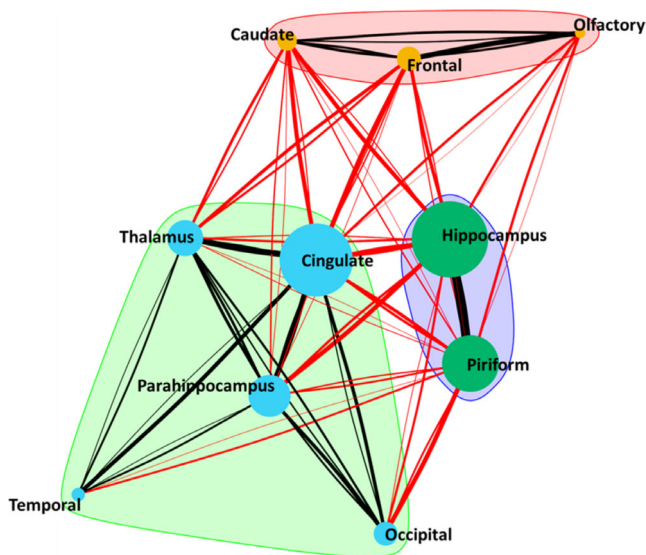 Olfactory
Caudate
Frontal
Thalamus
Hippocampus
Cingulate
Piriform
Parahippocampus
Temporal
Occipital